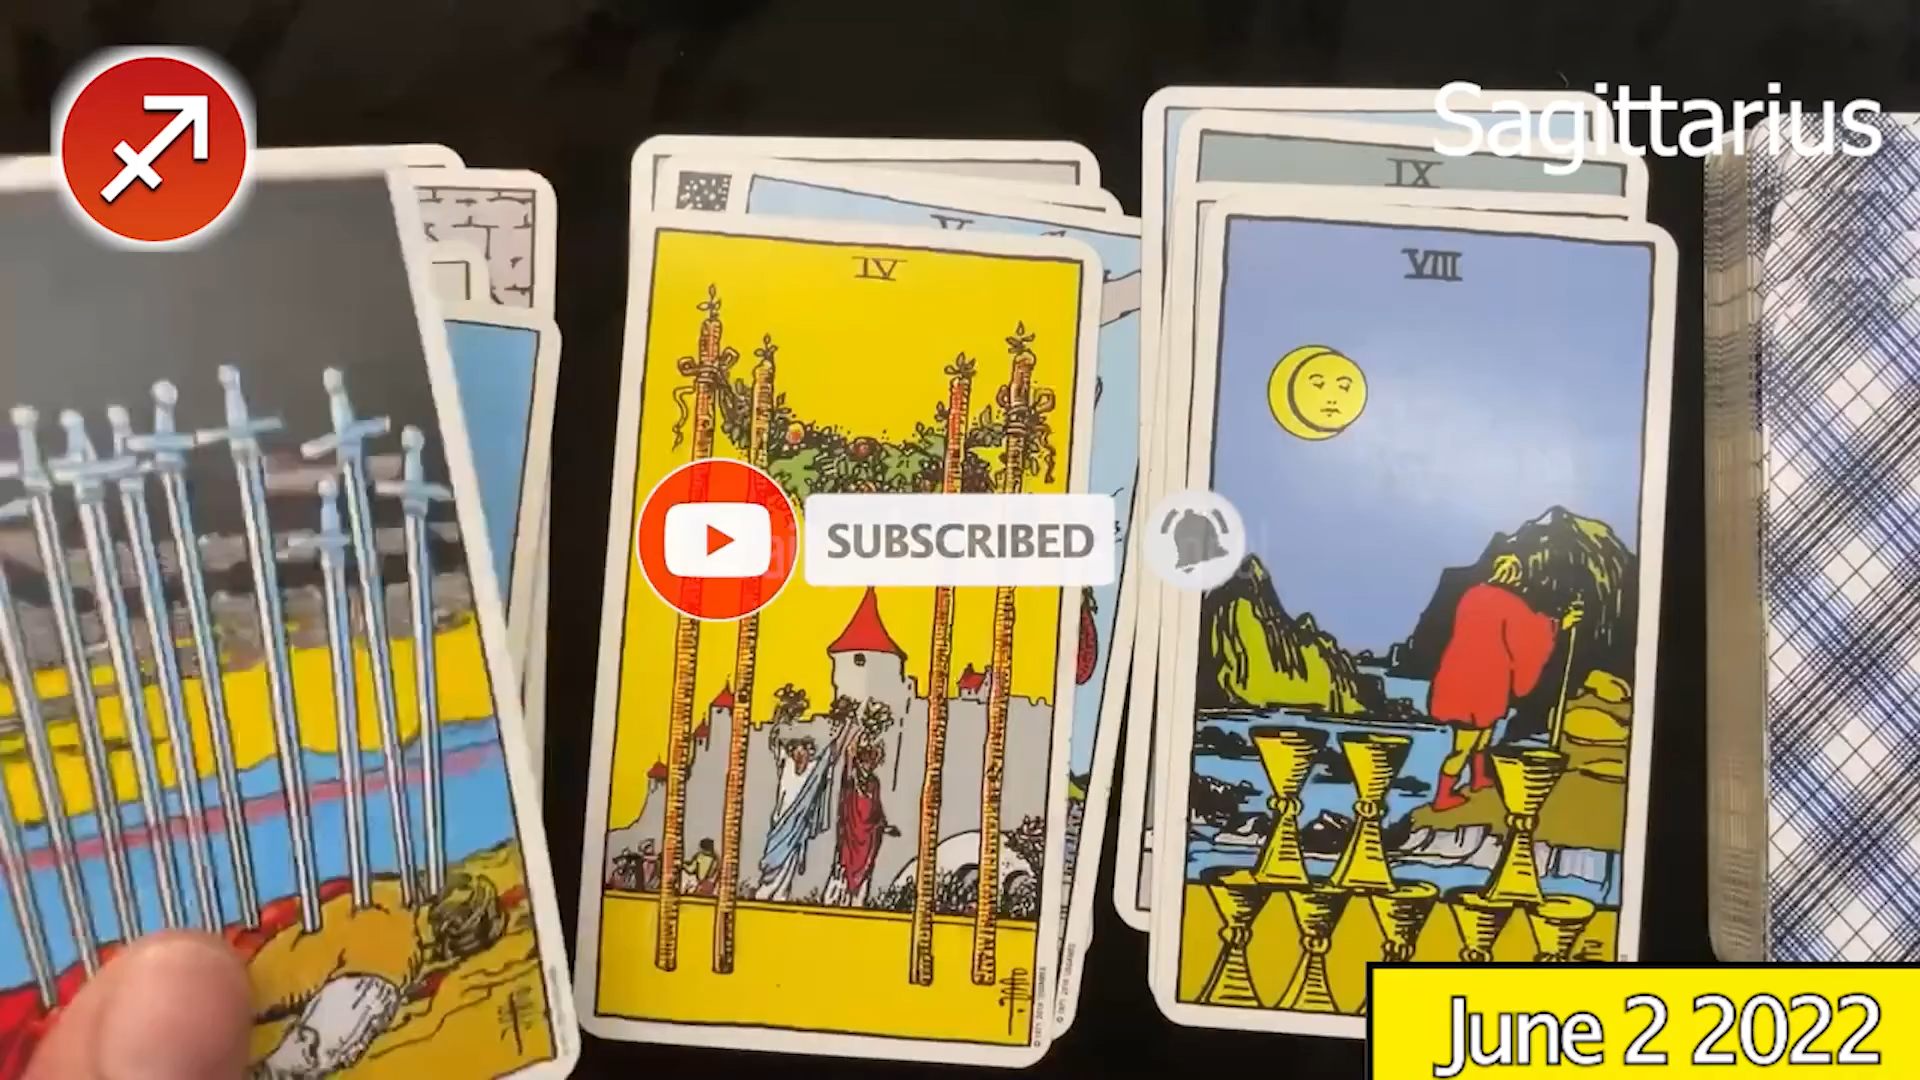 Sagittarius
IX
V
IV
VIII
SUBSCRIBED
June 2 2022